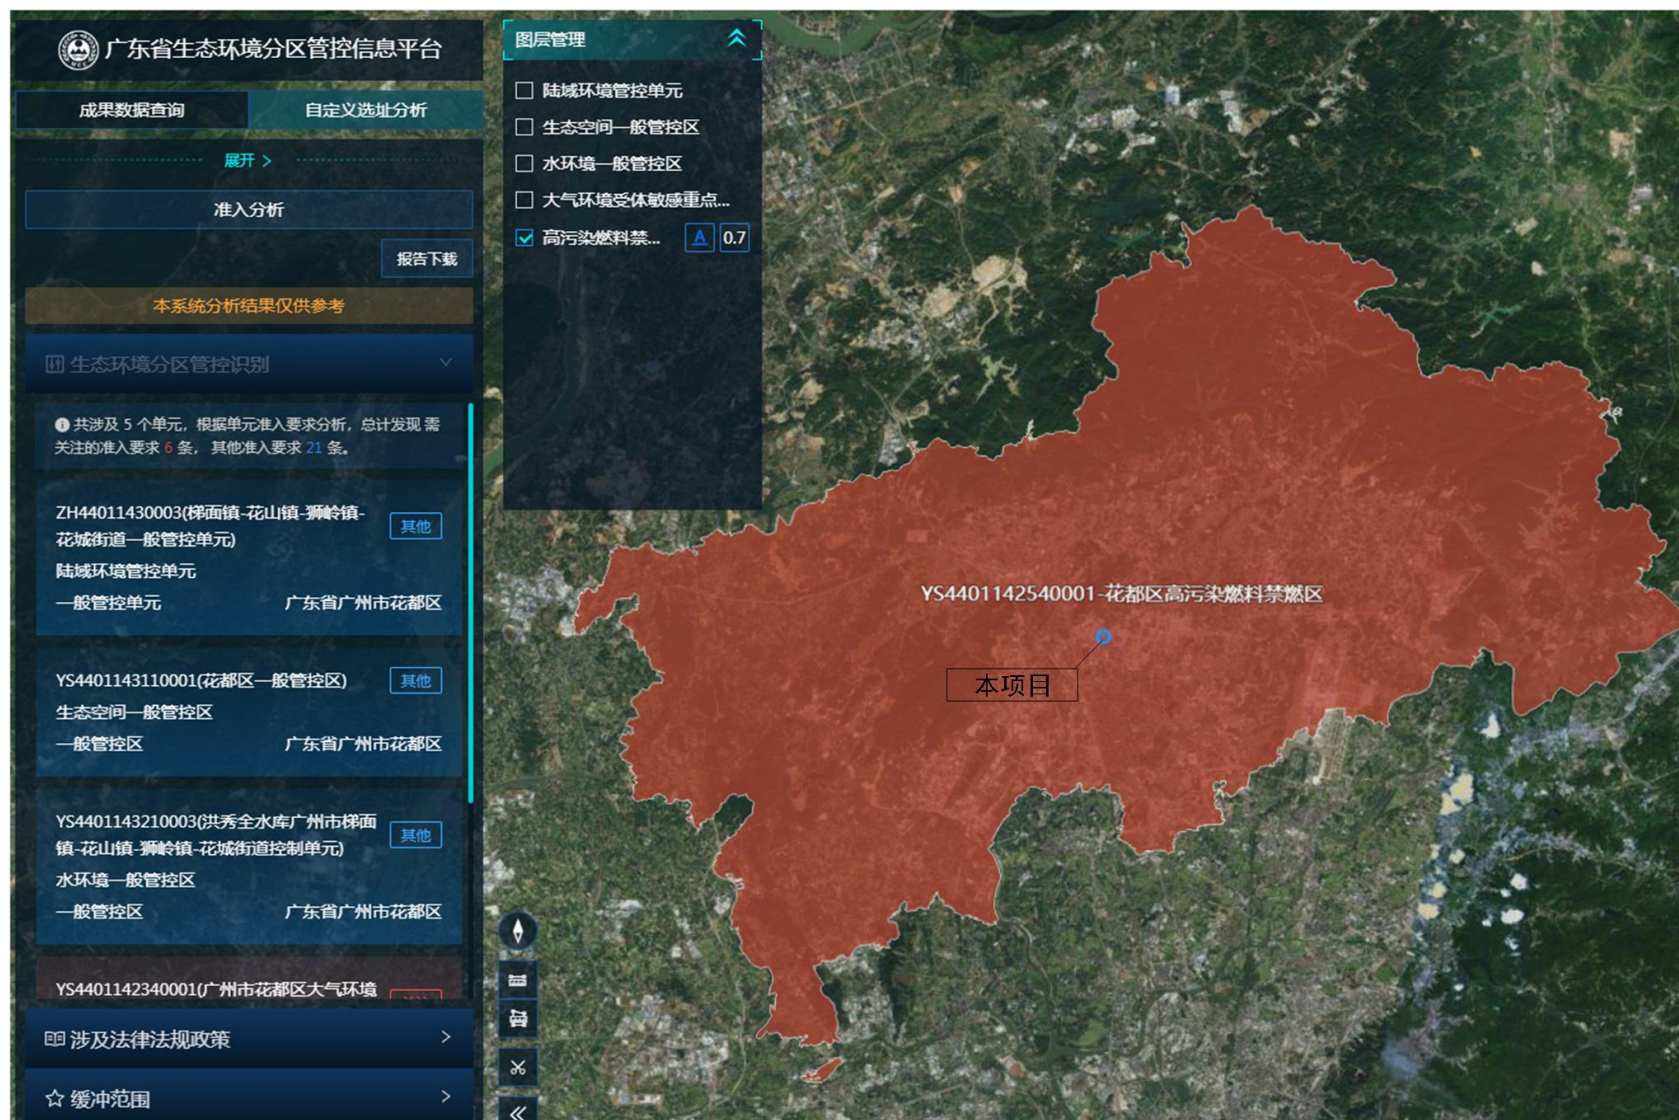 广东省生态环境分区管控信息平台
成果数据查询
自定义选址分析
展开 >
准入分析
报告下载
本系统分析结果仅供参考
生态环境分区管控识别
共涉及 5 个单元，根据单元准入要求分析，总计发现 需
关注的准入要求 6 条， 其他准入要求 21 条。
ZH44011430003(梯面镇-花山镇-狮岭镇-
花城街道一般管控单元)
其他
陆域环境管控单元
一般管控单元
广东省广州市花都区
YS4401143110001(花都区一般管控区)
其他
生态空间一般管控区
一般管控区
广东省广州市花都区
YS4401143210003(洪秀全水库广州市梯面
镇-花山镇-狮岭镇-花城街道控制单元)
其他
水环境一般管控区
一般管控区
广东省广州市花都区
YS4401142340001(广州市花都区大气环境
涉及法律法规政策
缓冲范围
图层管理
陆域环境管控单元
生态空间一般管控区
水环境一般管控区
大气环境受体敏感重点...
高污染燃料禁...
A
0.7
YS4401142540001-花都区高污染燃料禁燃区
本项目